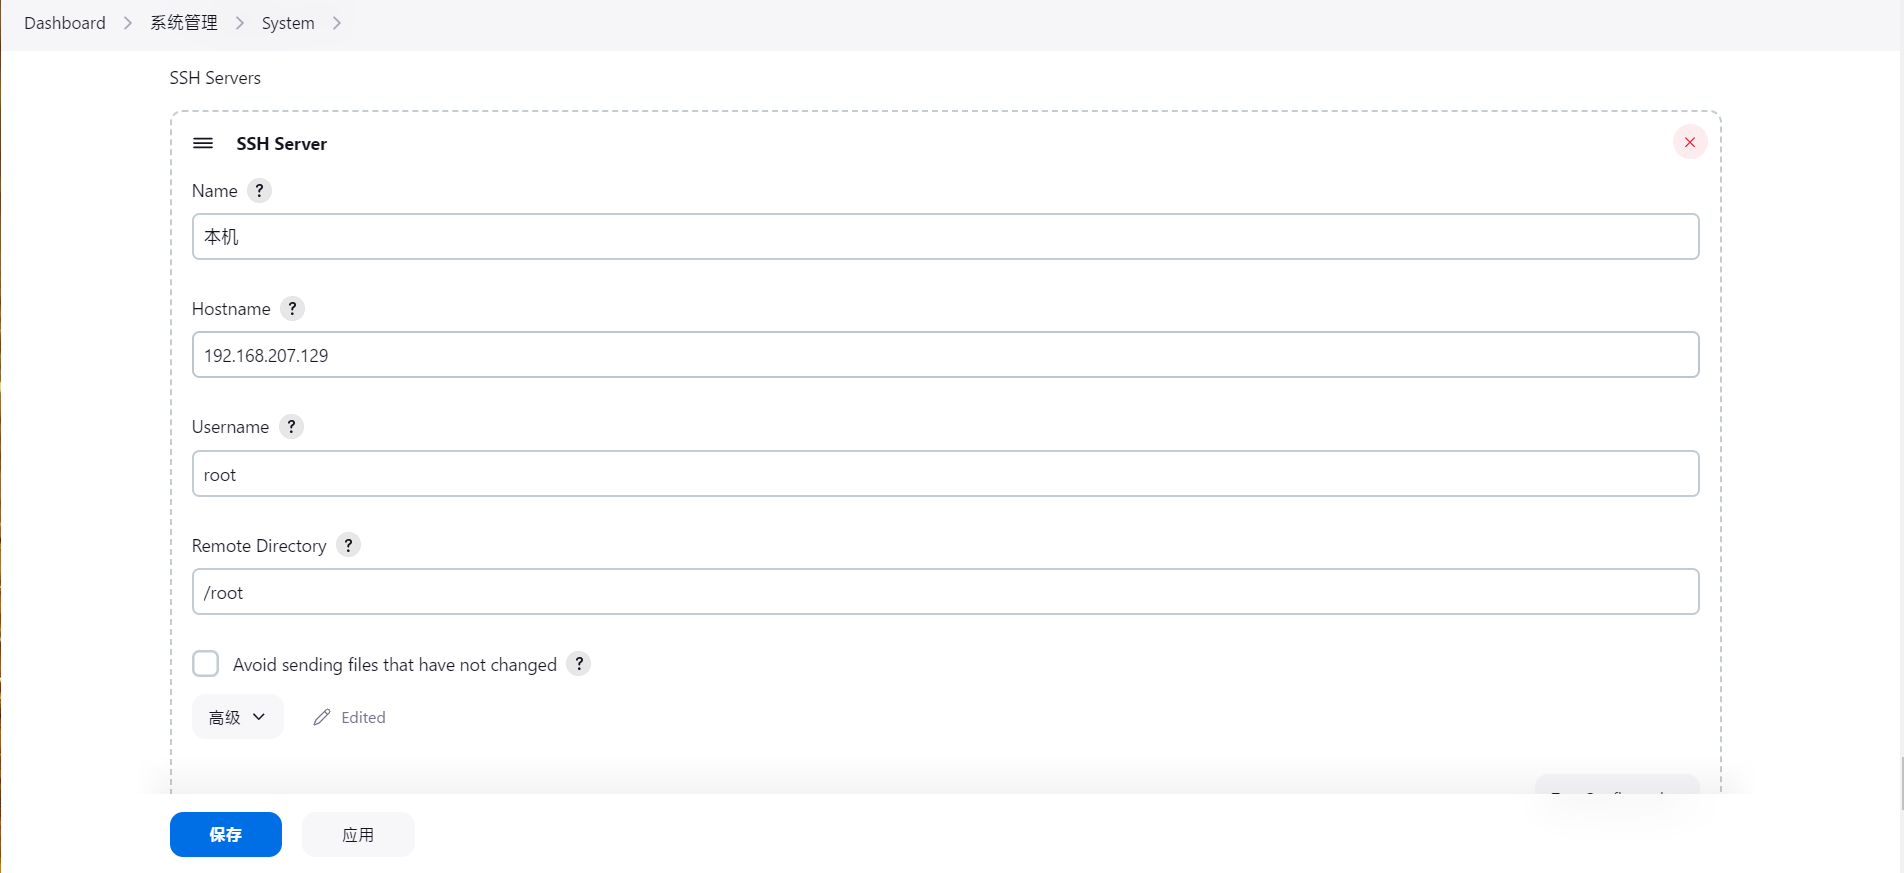 Dashboard > 系统管理 > System >
SSH Servers
SSH Server
Name ?
本机
Hostname ?
192.168.207.129
Username ?
root
Remote Directory ?
/root
Avoid sending files that have not changed ?
高级 Edited
保存 应用